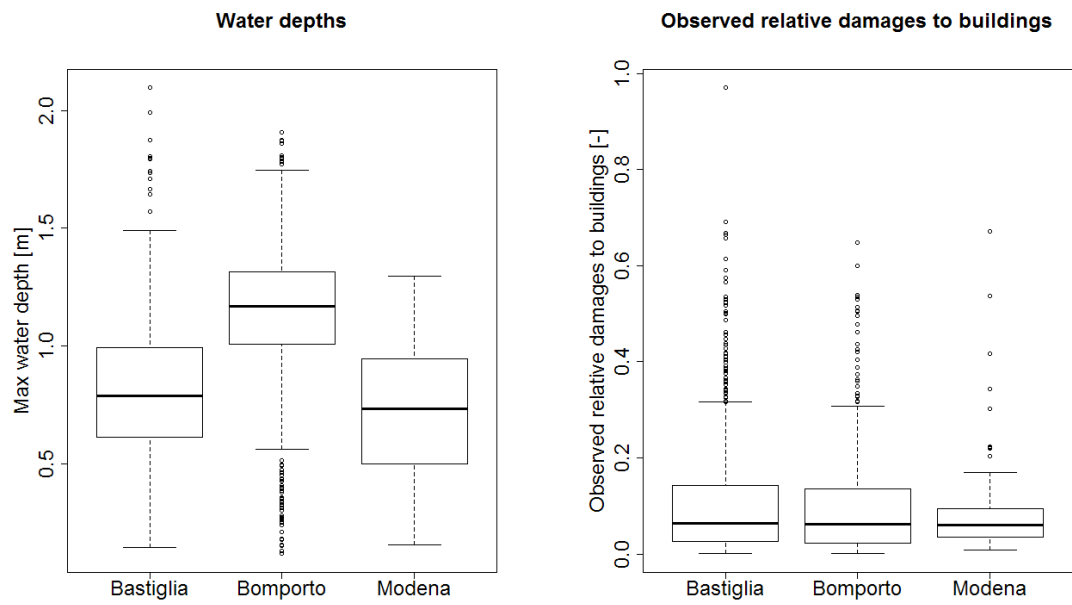 Water depths
Max water depth [m]
2.0
1.5
1.0
0.5
Bastiglia Bomporto Modena
Observed relative damages to buildings
Observed relative damages to buildings [-]
1.0
0.8
0.6
0.4
0.2
0.0
Bastiglia Bomporto Modena